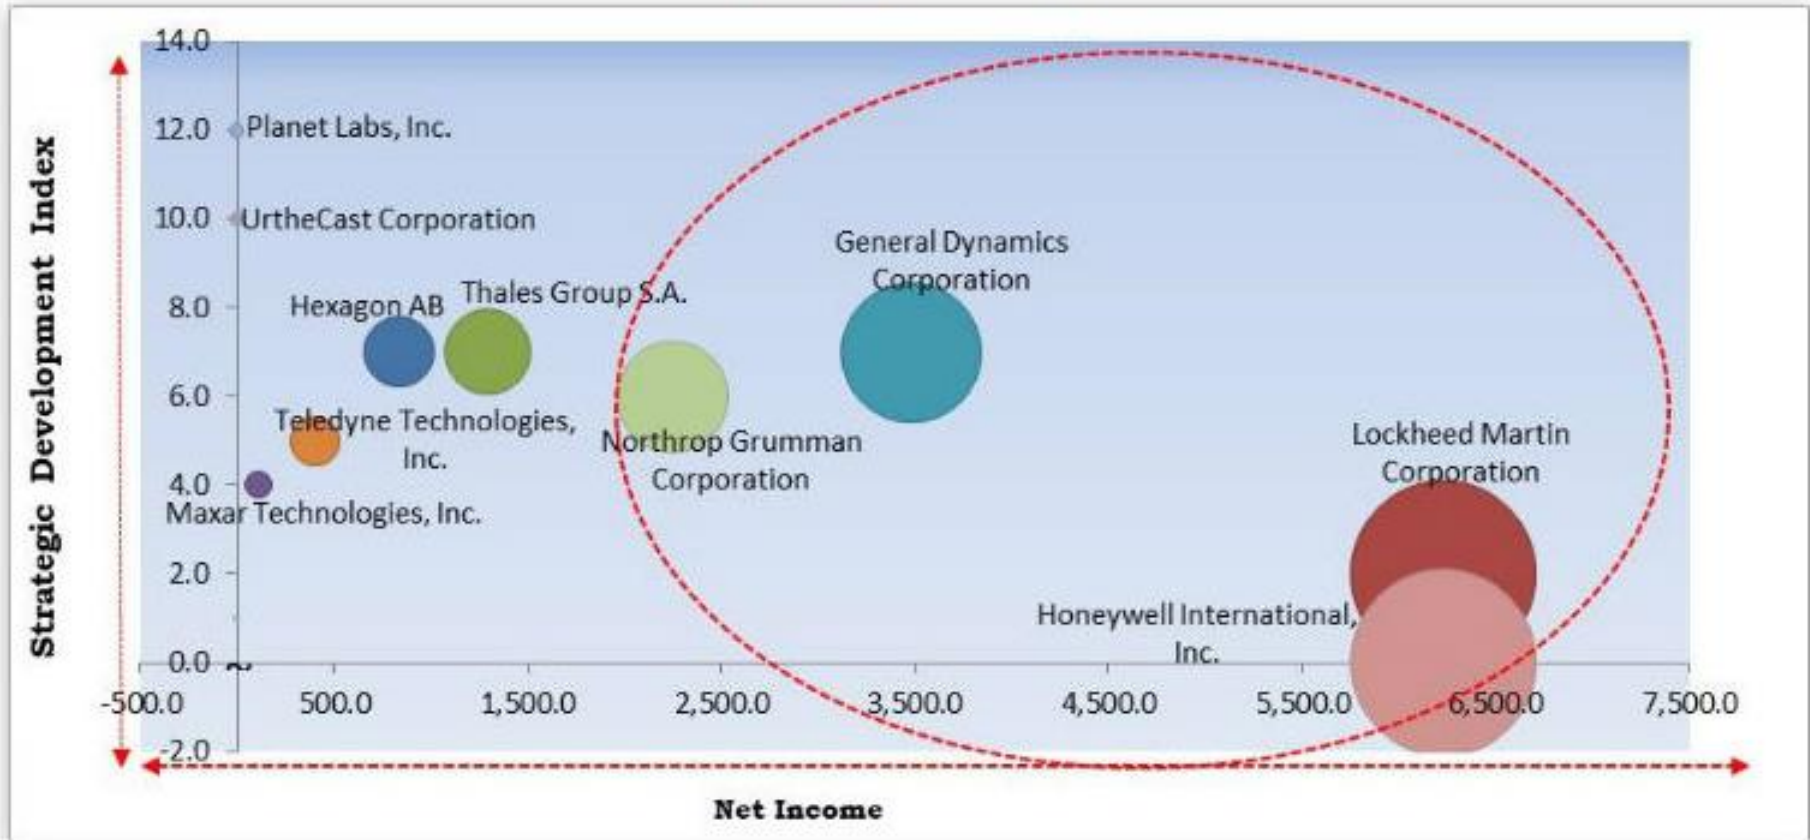 14.0
12.0
Planet Labs, Inc.
10.0
UrtheCast Corporation
General Dynamics
Corporation
8.0
Hexagon AB
Thales Group S.A.
6.0
Teledyne Technologies,
Inc.
Northrop Grumman
Corporation
Lockheed Martin
Corporation
4.0
Maxar Technologies, Inc.
2.0
Honeywell International,
Inc.
0.0
-500.0 500.0 1,500.0 2,500.0 3,500.0 4,500.0 5,500.0 6,500.0 7,500.0
-2.0
Strategic Development Index
Net Income